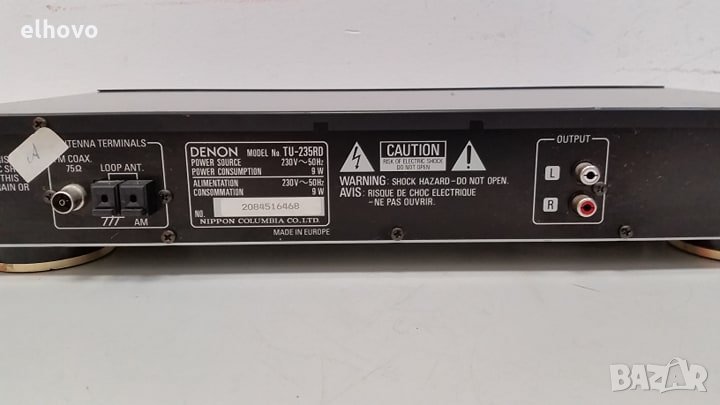 elhovo
A
ANTENNA TERMINALS
FM COAX.
75Ω
LOOP ANT.
AM
DENON MODEL No TU-235RD
POWER SOURCE 230V～50Hz
POWER CONSUMPTION 9 W
ALIMENTATION 230V～50Hz
CONSOMMATION 9 W
NO. 2084516468
NIPPON COLUMBIA CO.,LTD.
MADE IN EUROPE
CAUTION
RISK OF ELECTRIC SHOCK
DO NOT OPEN
WARNING: SHOCK HAZARD-DO NOT OPEN.
AVIS: RISQUE DE CHOC ELECTRIQUE
-NE PAS OUVRIR.
OUTPUT
L
R
BAZAR